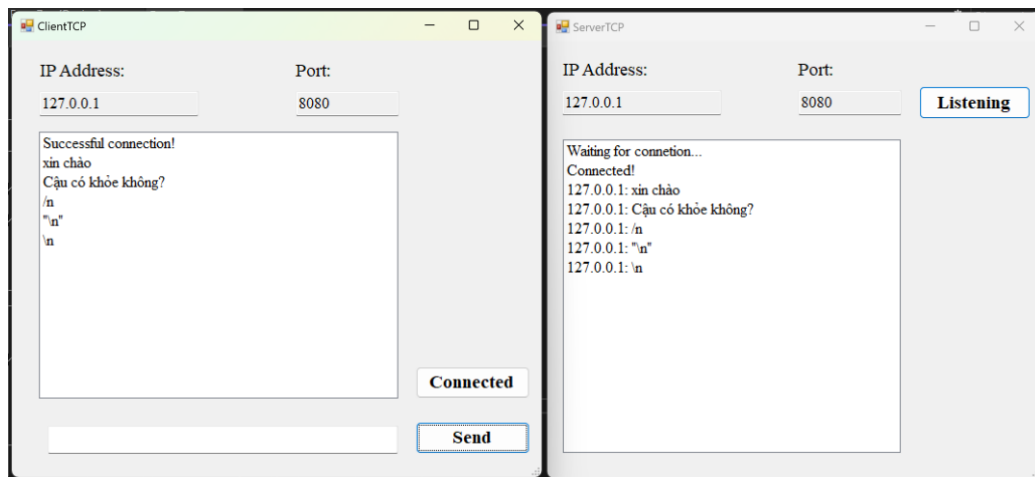 ClientTCP
IP Address:
Port:
127.0.0.1
8080
Successful connection!
xin chào
Cậu có khỏe không?
/n
"\n"
\n
Connected
Send
ServerTCP
IP Address:
Port:
127.0.0.1
8080
Listening
Waiting for connetion...
Connected!
127.0.0.1: xin chào
127.0.0.1: Cậu có khỏe không?
127.0.0.1: /n
127.0.0.1: "\n"
127.0.0.1: \n